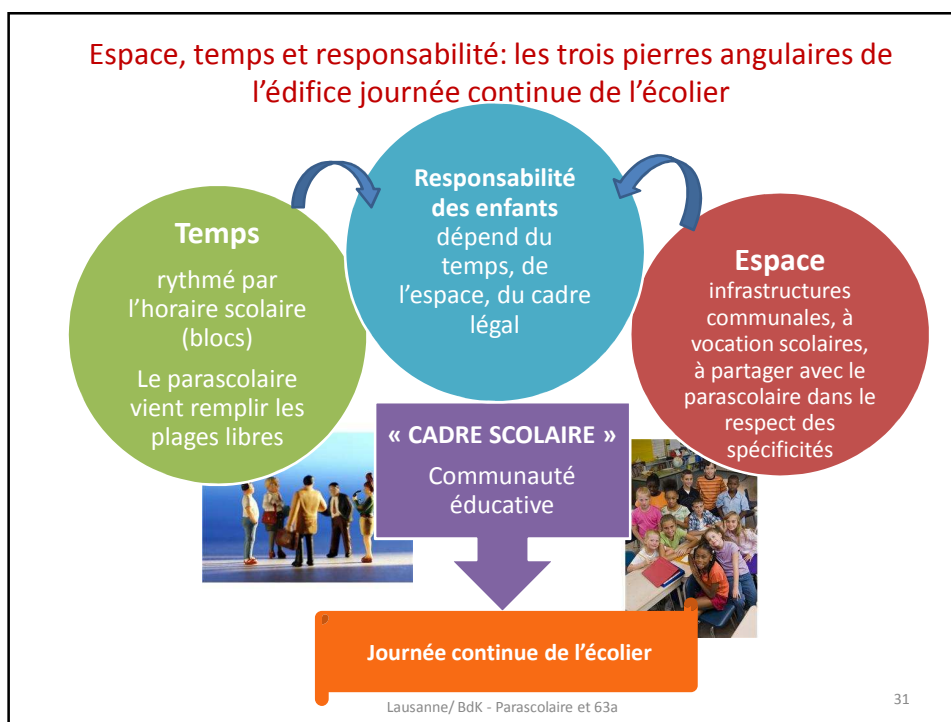 Espace, temps et responsabilité: les trois pierres angulaires de
l'édifice journée continue de l'écolier
Temps
rythmé par
l'horaire scolaire
(blocs)
Le parascolaire
vient remplir les
plages libres
Responsabilité
des enfants
dépend du
temps, de
l'espace, du cadre
légal
Espace
infrastructures
communales, à
vocation scolaires,
à partager avec le
parascolaire dans le
respect des
spécificités
« CADRE SCOLAIRE »
Communauté
éducative
Journée continue de l'écolier
Lausanne/ BdK - Parascolaire et 63a
31